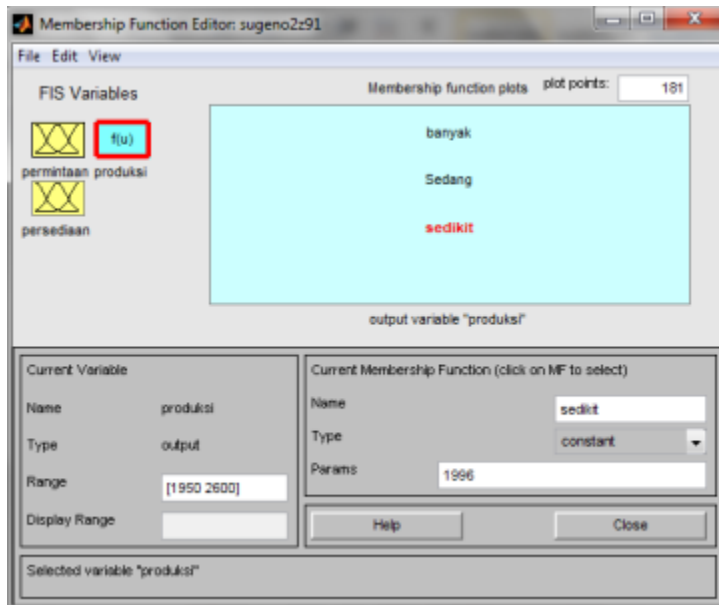 Membership Function Editor: sugeno2z91
File Edit View
FIS Variables
Membership function plots plot points: 181
f(u)
permintaan produksi
persediaan
banyak
Sedang
sedikit
output variable "produksi"
Current Variable
Name produksi
Type output
Range [1950 2600]
Display Range
Current Membership Function (click on MF to select)
Name sedikit
Type constant
Params 1996
Help Close
Selected variable "produksi"